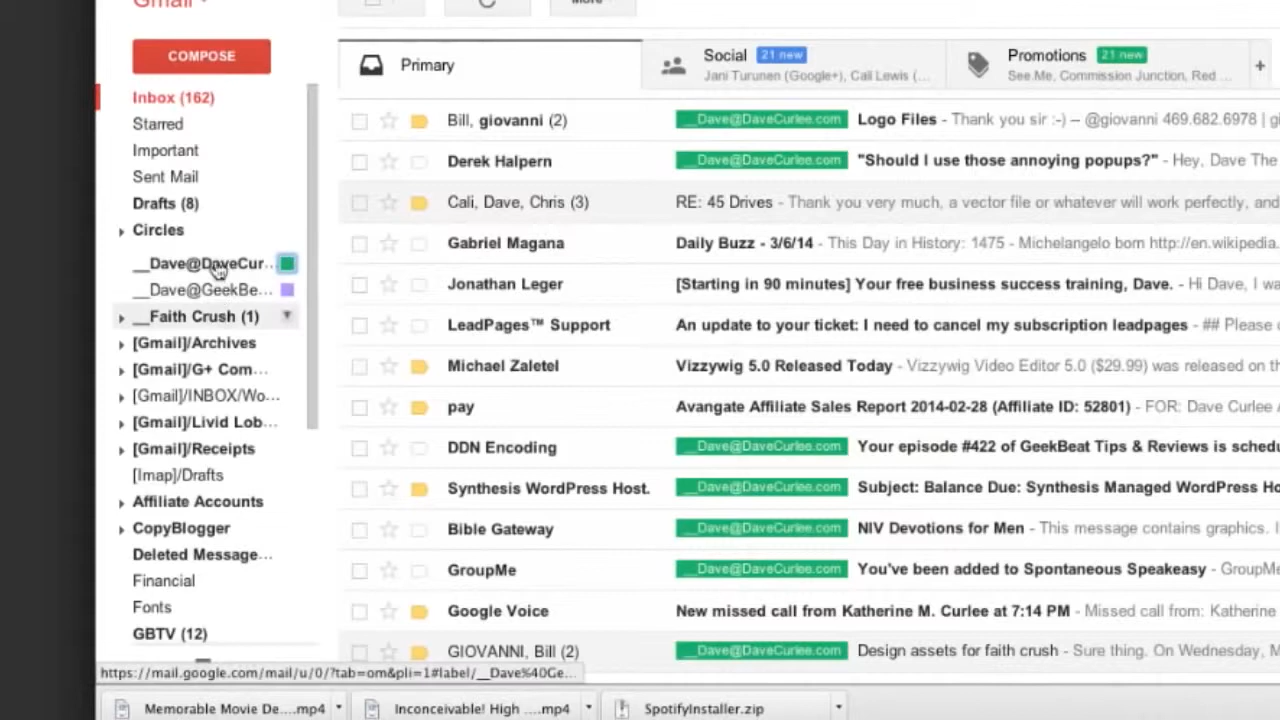 Gmail
More
COMPOSE
Primary
Social 21 new
Jani Turunen (Google+), Cali Lewis (...
Promotions 21 new
See.Me, Commission Junction, Red ...
+
Inbox (162)
Starred
Important
Sent Mail
Drafts (8)
Circles
__Dave@DaveCur...
__Dave@GeekBe...
__Faith Crush (1)
[Gmail]/Archives
[Gmail]/G+ Com...
[Gmail]/INBOX/Wo...
[Gmail]/Livid Lob...
[Gmail]/Receipts
[Imap]/Drafts
Affiliate Accounts
CopyBlogger
Deleted Message...
Financial
Fonts
GBTV (12)
Bill, giovanni (2) __Dave@DaveCurlee.com Logo Files - Thank you sir :-) – @giovanni 469.682.6978 | gi
Derek Halpern __Dave@DaveCurlee.com "Should I use those annoying popups?" - Hey, Dave The
Cali, Dave, Chris (3) RE: 45 Drives - Thank you very much, a vector file or whatever will work perfectly, and
Gabriel Magana Daily Buzz - 3/6/14 - This Day in History: 1475 - Michelangelo born http://en.wikipedia.
Jonathan Leger [Starting in 90 minutes] Your free business success training, Dave. - Hi Dave, I wa
LeadPages™ Support An update to your ticket: I need to cancel my subscription leadpages - ## Please
Michael Zaletel Vizzywig 5.0 Released Today - Vizzywig Video Editor 5.0 ($29.99) was released on th
pay Avangate Affiliate Sales Report 2014-02-28 (Affiliate ID: 52801) - FOR: Dave Curlee
DDN Encoding __Dave@DaveCurlee.com Your episode #422 of GeekBeat Tips & Reviews is schedu
Synthesis WordPress Host. __Dave@DaveCurlee.com Subject: Balance Due: Synthesis Managed WordPress Ho
Bible Gateway __Dave@DaveCurlee.com NIV Devotions for Men - This message contains graphics. I
GroupMe __Dave@DaveCurlee.com You've been added to Spontaneous Speakeasy - GroupMe
Google Voice New missed call from Katherine M. Curlee at 7:14 PM - Missed call from: Katherine
GIOVANNI, Bill (2) __Dave@DaveCurlee.com Design assets for faith crush - Sure thing. On Wednesday, M
https://mail.google.com/mail/u/0/?tab=om&pli=1#label/__Dave%40Ge...
Memorable Movie De....mp4
Inconceivable! High ....mp4
SpotifyInstaller.zip